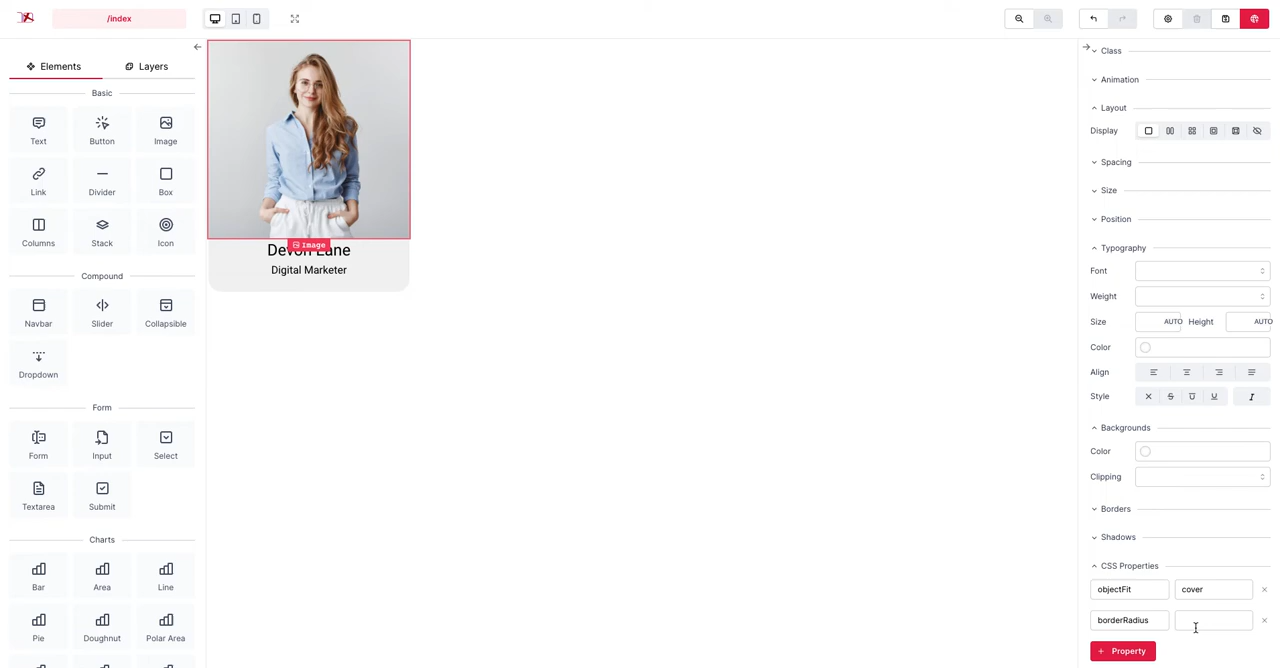 /index
Elements
Layers
Basic
Text
Button
Image
Link
Divider
Box
Columns
Stack
Icon
Compound
Navbar
Slider
Collapsible
Dropdown
Form
Form
Input
Select
Textarea
Submit
Charts
Bar
Area
Line
Pie
Doughnut
Polar Area
Image
Devon Lane
Digital Marketer
Class
Animation
Layout
Display
Spacing
Size
Position
Typography
Font
Weight
Size AUTO Height AUTO
Color
Align
Style
Backgrounds
Color
Clipping
Borders
Shadows
CSS Properties
objectFit cover
borderRadius
+ Property